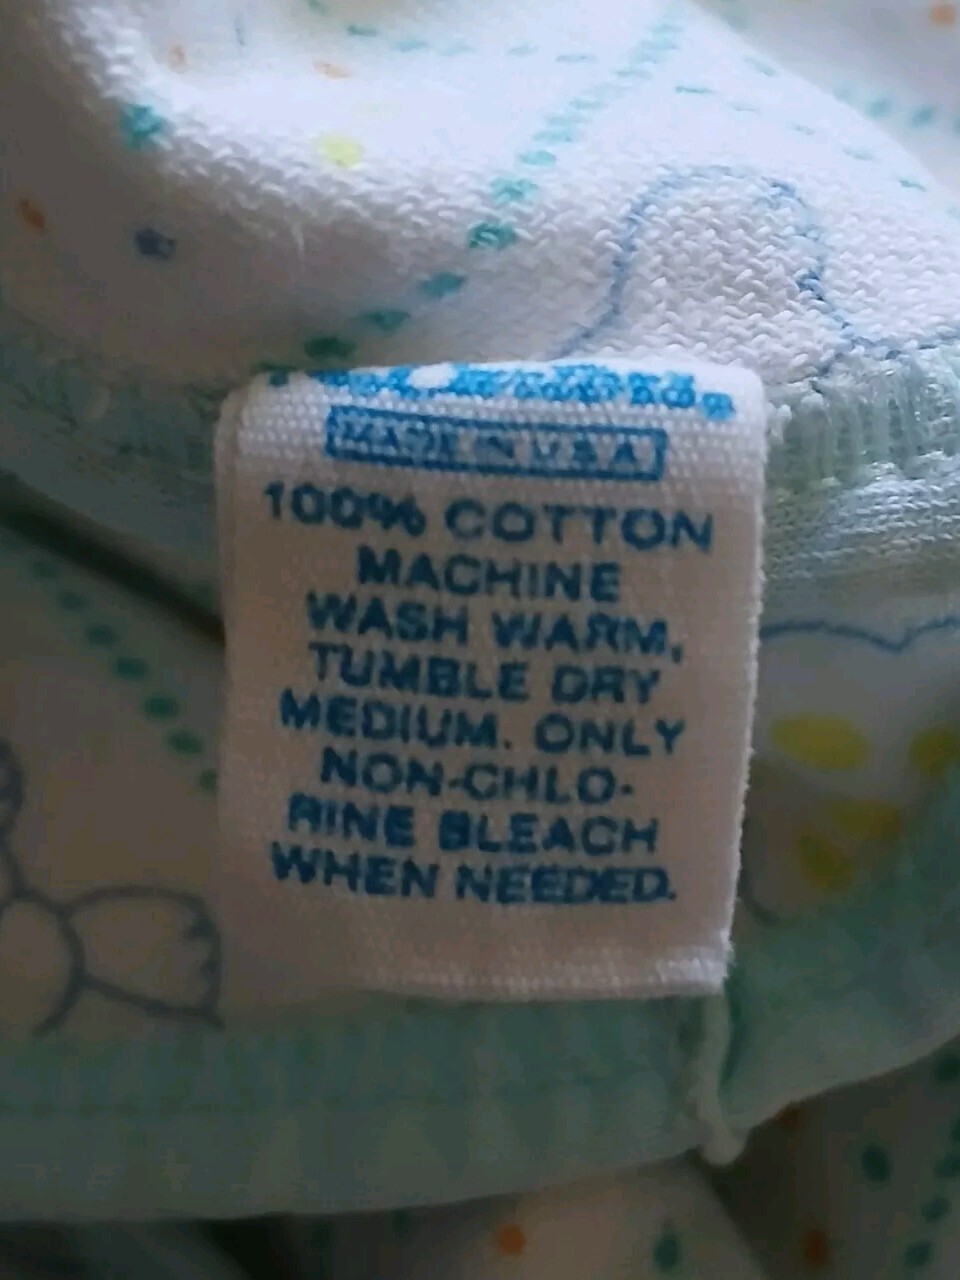 MADE IN U.S.A.
100% COTTON
MACHINE
WASH WARM,
TUMBLE DRY
MEDIUM. ONLY
NON-CHLO-
RINE BLEACH
WHEN NEEDED.